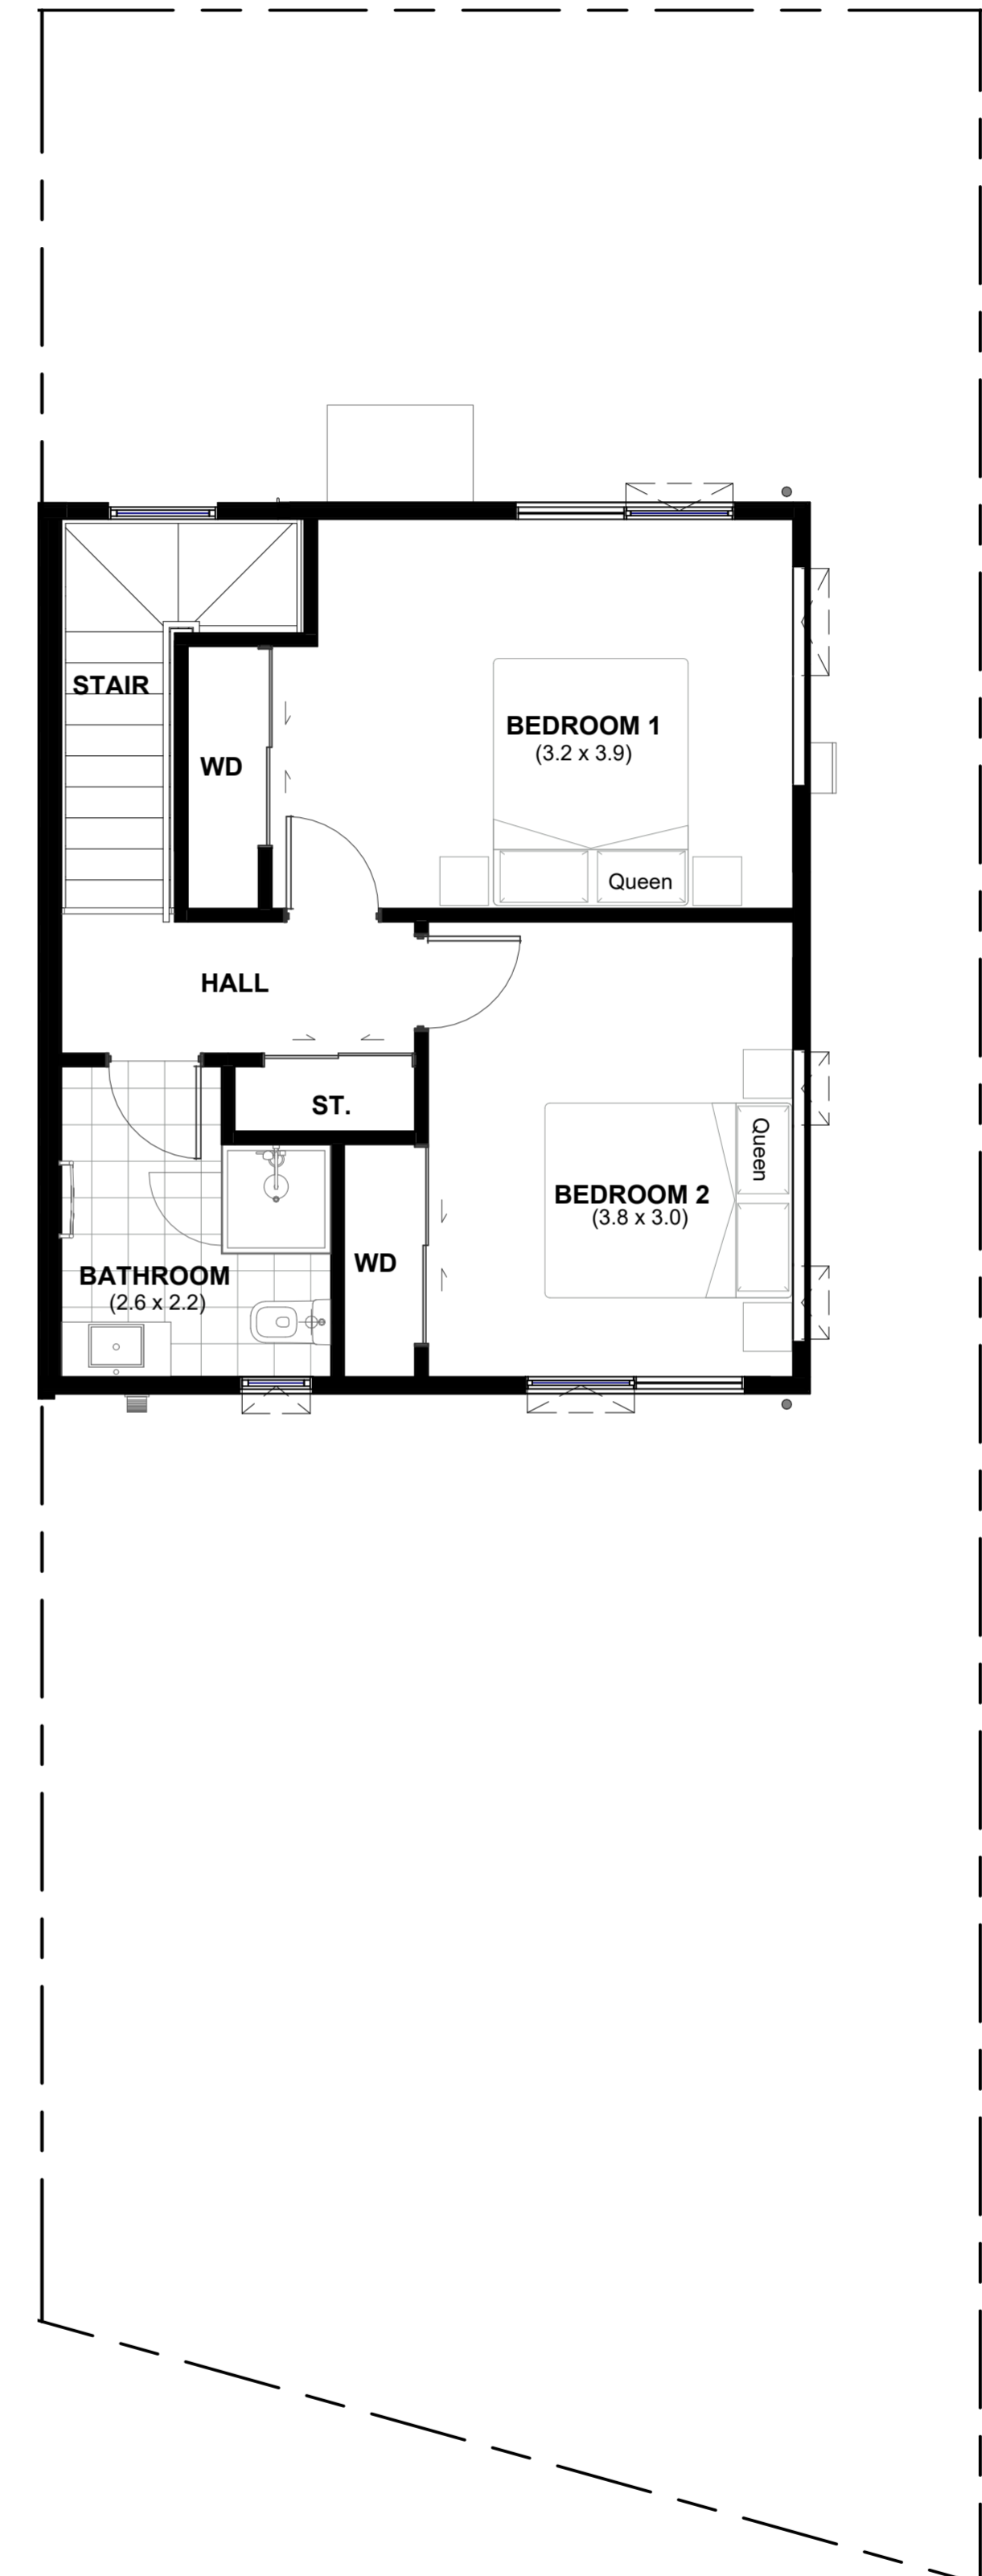 STAIR
BEDROOM 1
(3.2 x 3.9)
WD
Queen
HALL
ST.
Queen
BEDROOM 2
(3.8 x 3.0)
WD
BATHROOM
(2.6 x 2.2)